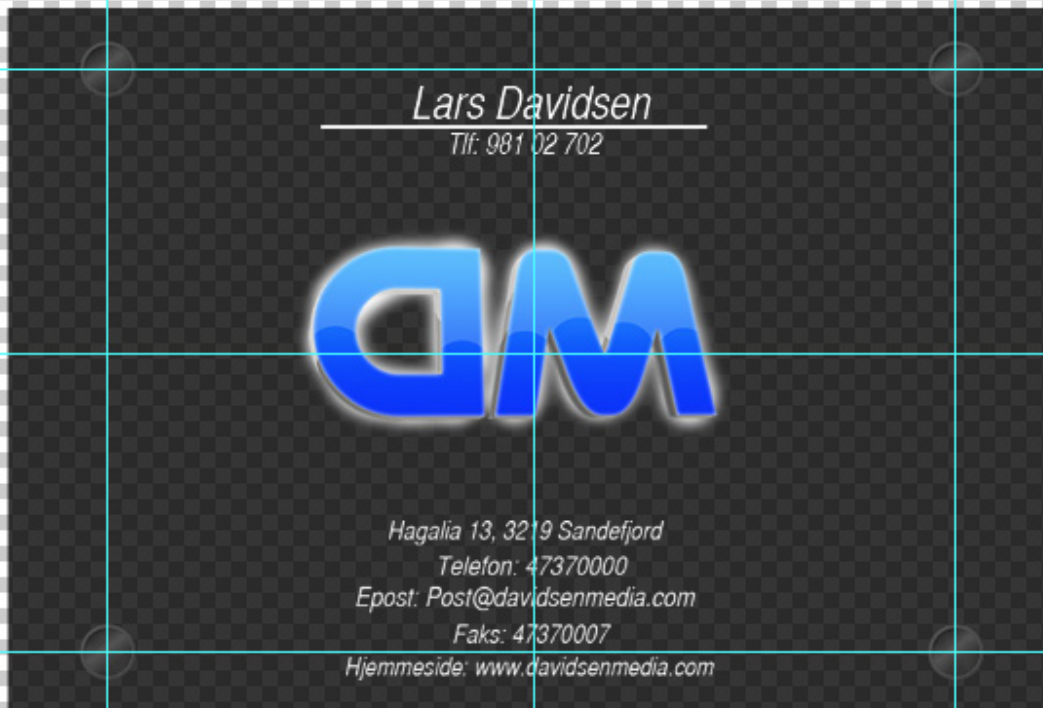 Lars Davidsen
Tlf: 981 02 702
DM
Hagalia 13, 3219 Sandefjord
Telefon: 47370000
Epost: Post@davidsenmedia.com
Faks: 47370007
Hjemmeside: www.davidsenmedia.com